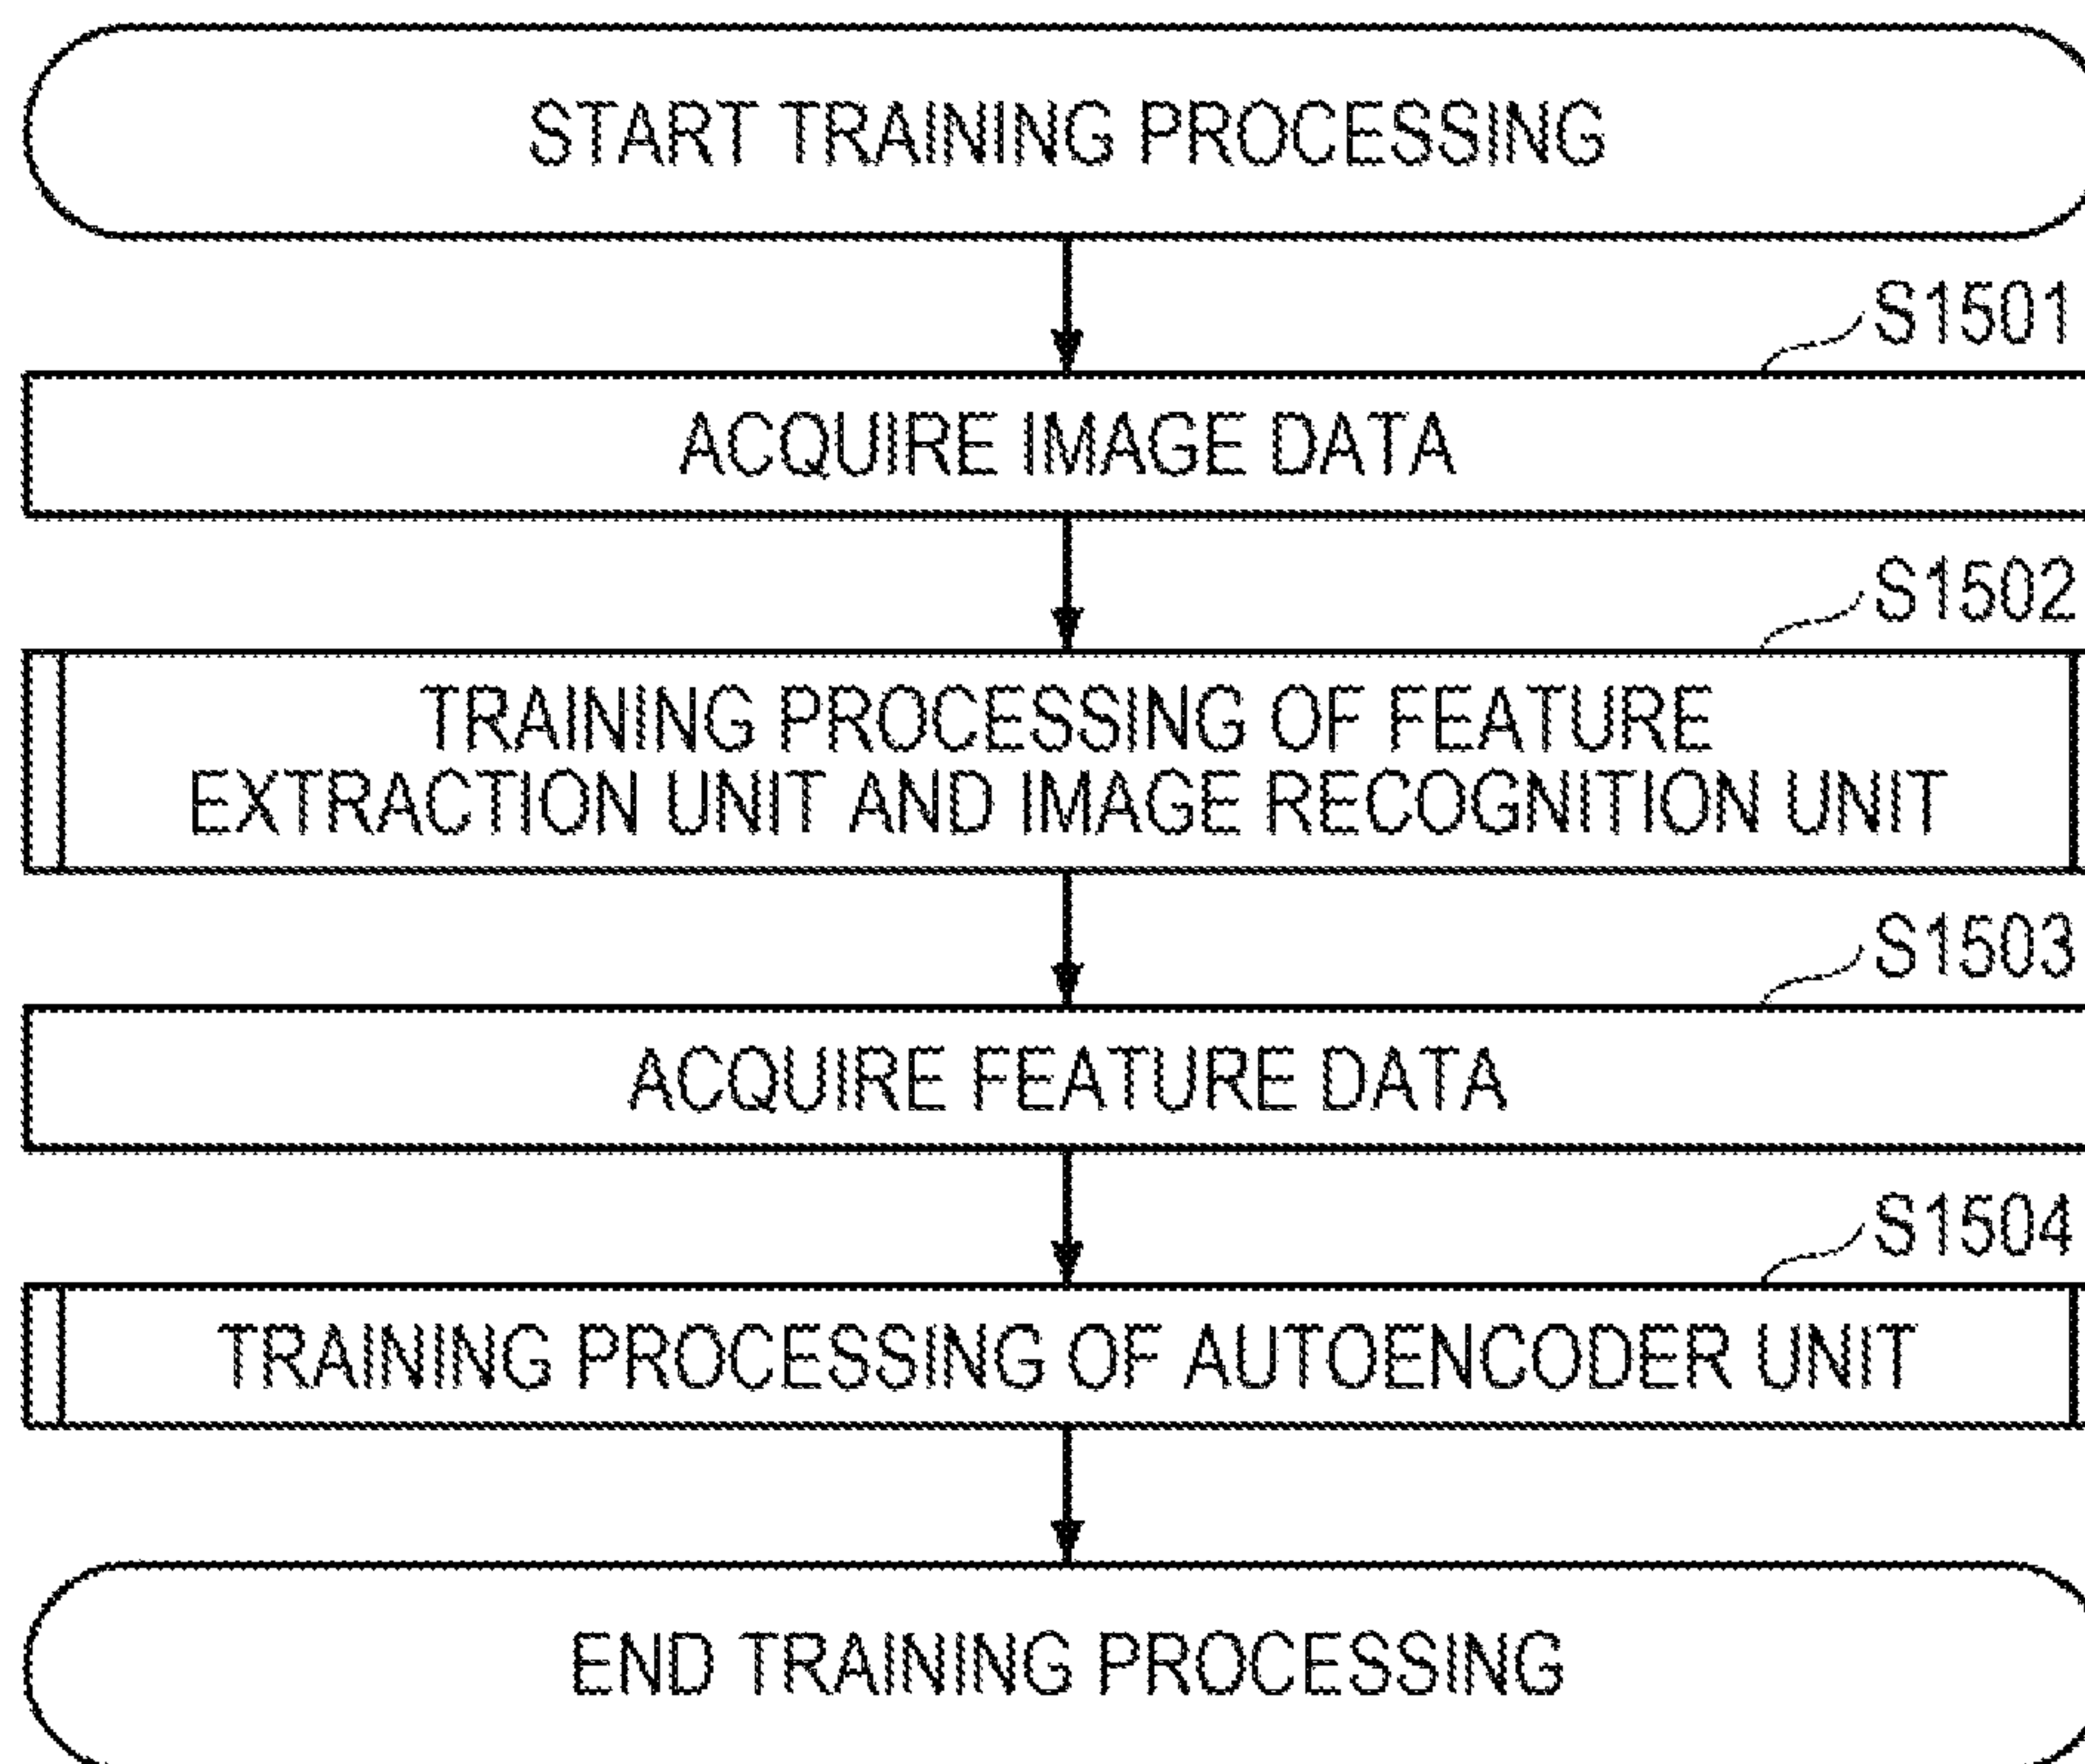 START TRAINING PROCESSING
S1501
ACQUIRE IMAGE DATA
S1502
TRAINING PROCESSING OF FEATURE
EXTRACTION UNIT AND IMAGE RECOGNITION UNIT
S1503
ACQUIRE FEATURE DATA
S1504
TRAINING PROCESSING OF AUTOENCODER UNIT
END TRAINING PROCESSING